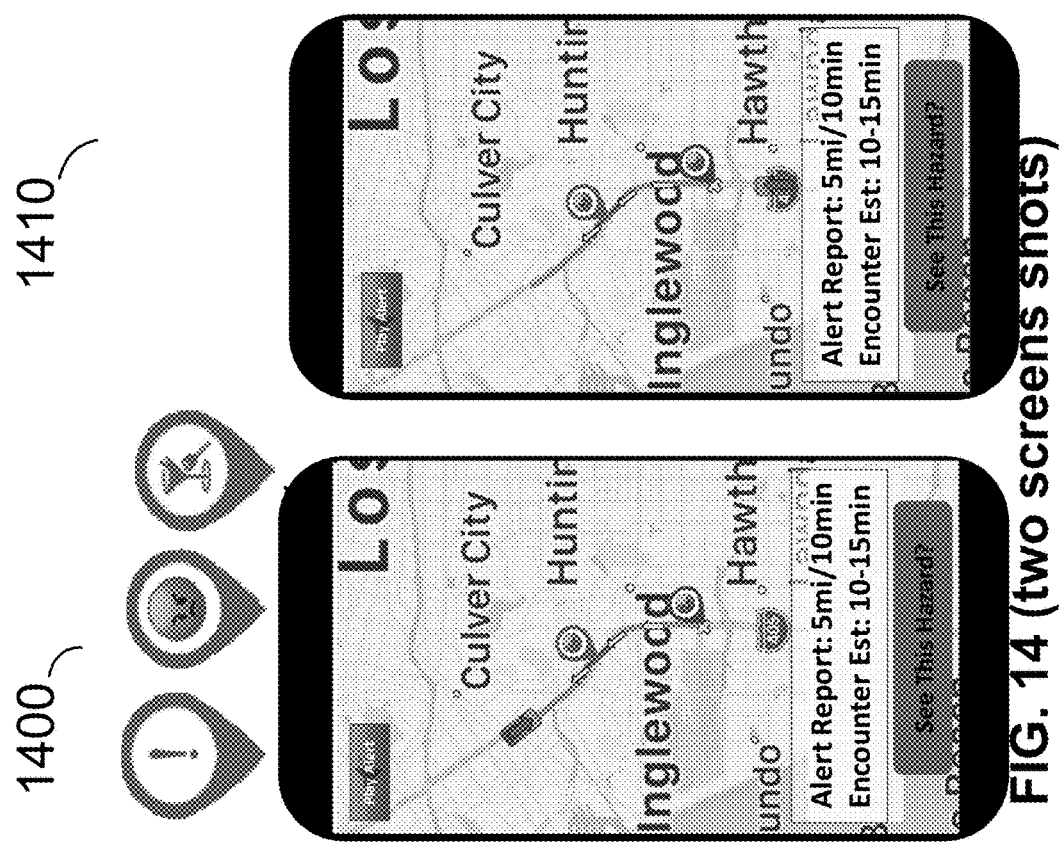 1400
1410
!
Los
Culver City
Huntin
Inglewood
Hawth
undo
Alert Report: 5mi/10min
Encounter Est: 10-15min
See This Hazard?
Los
Culver City
Huntin
Inglewood
Hawth
undo
Alert Report: 5mi/10min
Encounter Est: 10-15min
See This Hazard?
FIG. 14 (two screens shots)